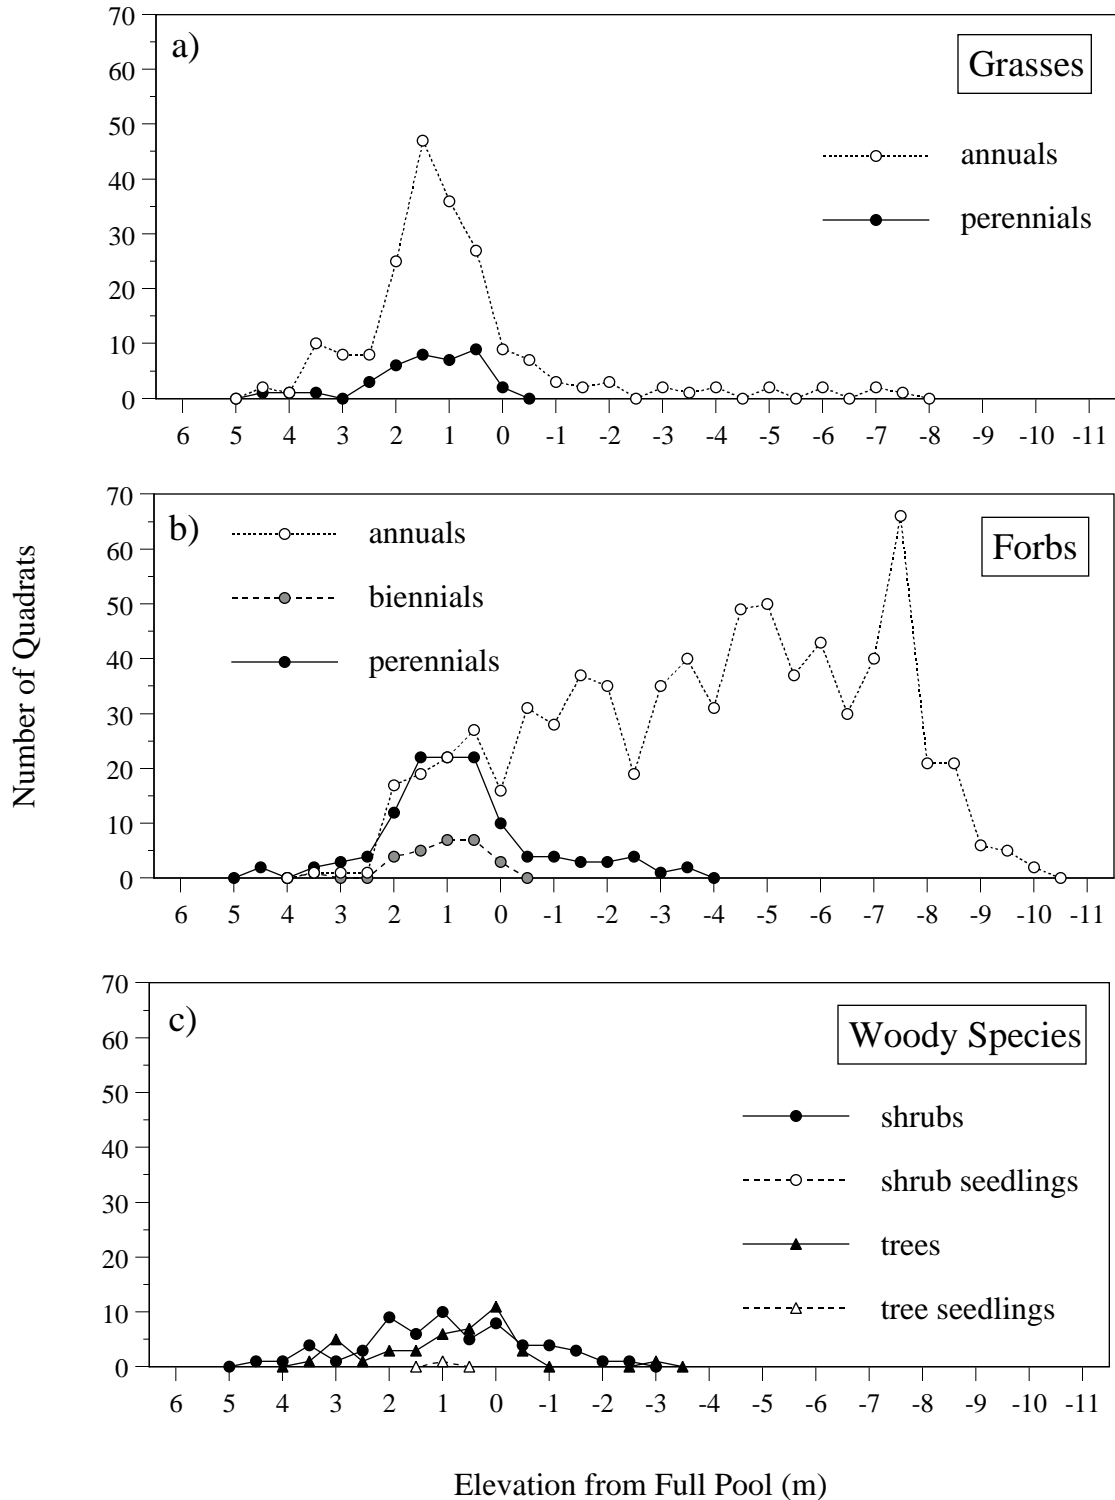 70
a)
Grasses
60
50
annuals
40
perennials
30
20
10
0
6 5 4 3 2 1 0 -1 -2 -3 -4 -5 -6 -7 -8 -9 -10 -11
70
b)
annuals
Forbs
60
biennials
50
perennials
40
30
20
10
0
6 5 4 3 2 1 0 -1 -2 -3 -4 -5 -6 -7 -8 -9 -10 -11
Number of Quadrats
70
c)
Woody Species
60
50
shrubs
40
shrub seedlings
30
trees
20
tree seedlings
10
0
6 5 4 3 2 1 0 -1 -2 -3 -4 -5 -6 -7 -8 -9 -10 -11
Elevation from Full Pool (m)